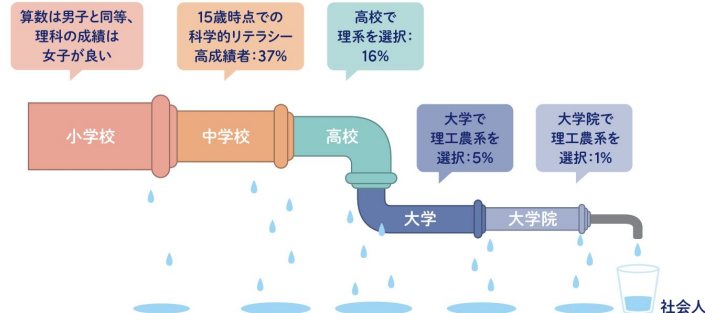 算数は男子と同等、
理科の成績は
女子が良い
15歳時点での
科学的リテラシー
高成績者：37%
高校で
理系を選択：
16%
大学で
理工農系を
選択：5%
大学院で
理工農系を
選択：1%
小学校
中学校
高校
大学
大学院
社会人